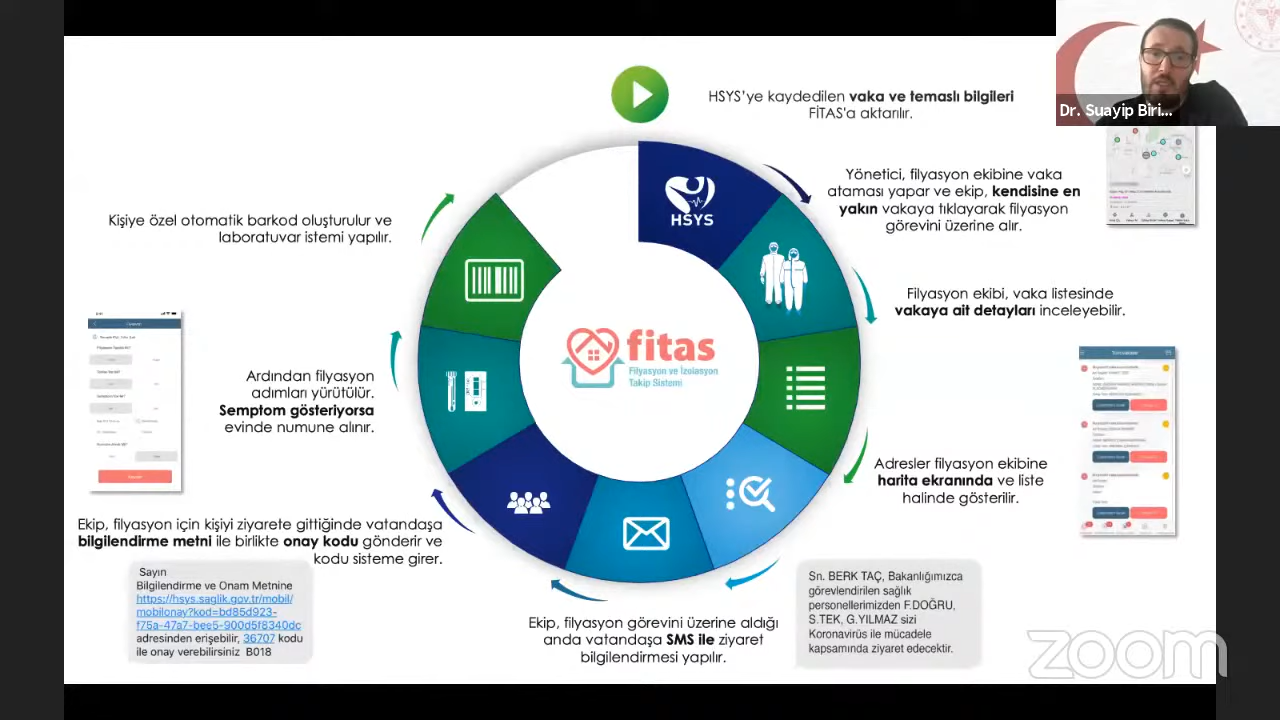 HSYS'ye kaydedilen vaka ve temaslı bilgileri
FİTAS'a aktarılır.
Dr. Suayip Biri...
Yönetici, filyasyon ekibine vaka
ataması yapar ve ekip, kendisine en
yakın vakaya tıklayarak filyasyon
görevini üzerine alır.
HSYS
Kişiye özel otomatik barkod oluşturulur ve
laboratuvar istemi yapılır.
Filyasyon ekibi, vaka listesinde
vakaya ait detayları inceleyebilir.
fitas
Filyasyon ve İzolasyon
Takip Sistemi
Ardından filyasyon
adımları yürütülür.
Semptom gösteriyorsa
evinde numune alınır.
Adresler filyasyon ekibine
harita ekranında ve liste
halinde gösterilir.
Ekip, filyasyon için kişiyi ziyarete gittiğinde vatandaşa
bilgilendirme metni ile birlikte onay kodu gönderir ve
kodu sisteme girer.
Sayın
Bilgilendirme ve Onam Metnine
https://hsys.saglik.gov.tr/mobil/
mobilonay?kod=bd85d923-
f75a-47a7-bee5-900d5f8340dc
adresinden erişebilir, 36707 kodu
ile onay verebilirsiniz B018
Ekip, filyasyon görevini üzerine aldığı
anda vatandaşa SMS ile ziyaret
bilgilendirmesi yapılır.
Sn. BERK TAÇ, Bakanlığımızca
görevlendirilen sağlık
personellerimizden F.DOĞRU,
S.TEK, G.YILMAZ sizi
Koronavirüs ile mücadele
kapsamında ziyaret edecektir.
zoom